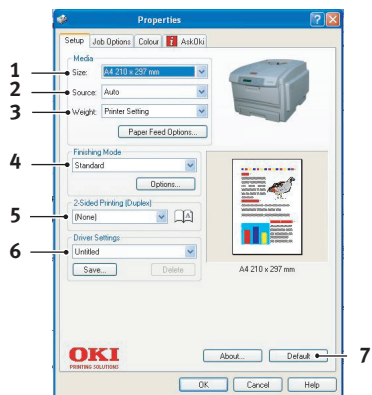 Properties
Setup Job Options Colour AskOki
Media
1 Size: A4 210 x 297 mm
2 Source: Auto
3 Weight: Printer Setting
Paper Feed Options...
Finishing Mode
4 Standard
Options...
2-Sided Printing (Duplex)
5 (None) A
Driver Settings
6 Untitled
Save... Delete
A4 210 x 297 mm
OKI
PRINTING SOLUTIONS
About... Default 7
OK Cancel Help